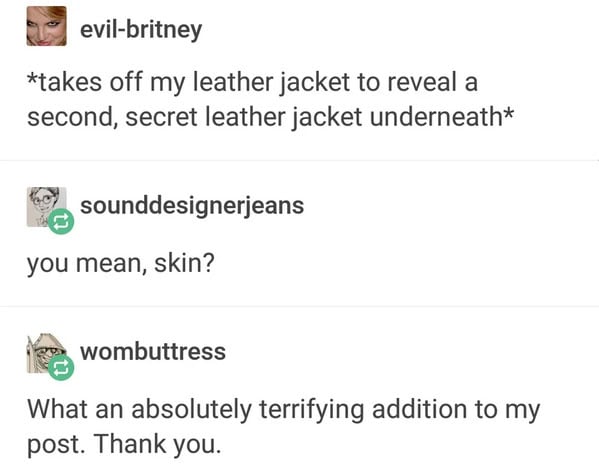 evil-britney
*takes off my leather jacket to reveal a
second, secret leather jacket underneath*
sounddesignerjeans
you mean, skin?
wombuttress
What an absolutely terrifying addition to my
post. Thank you.